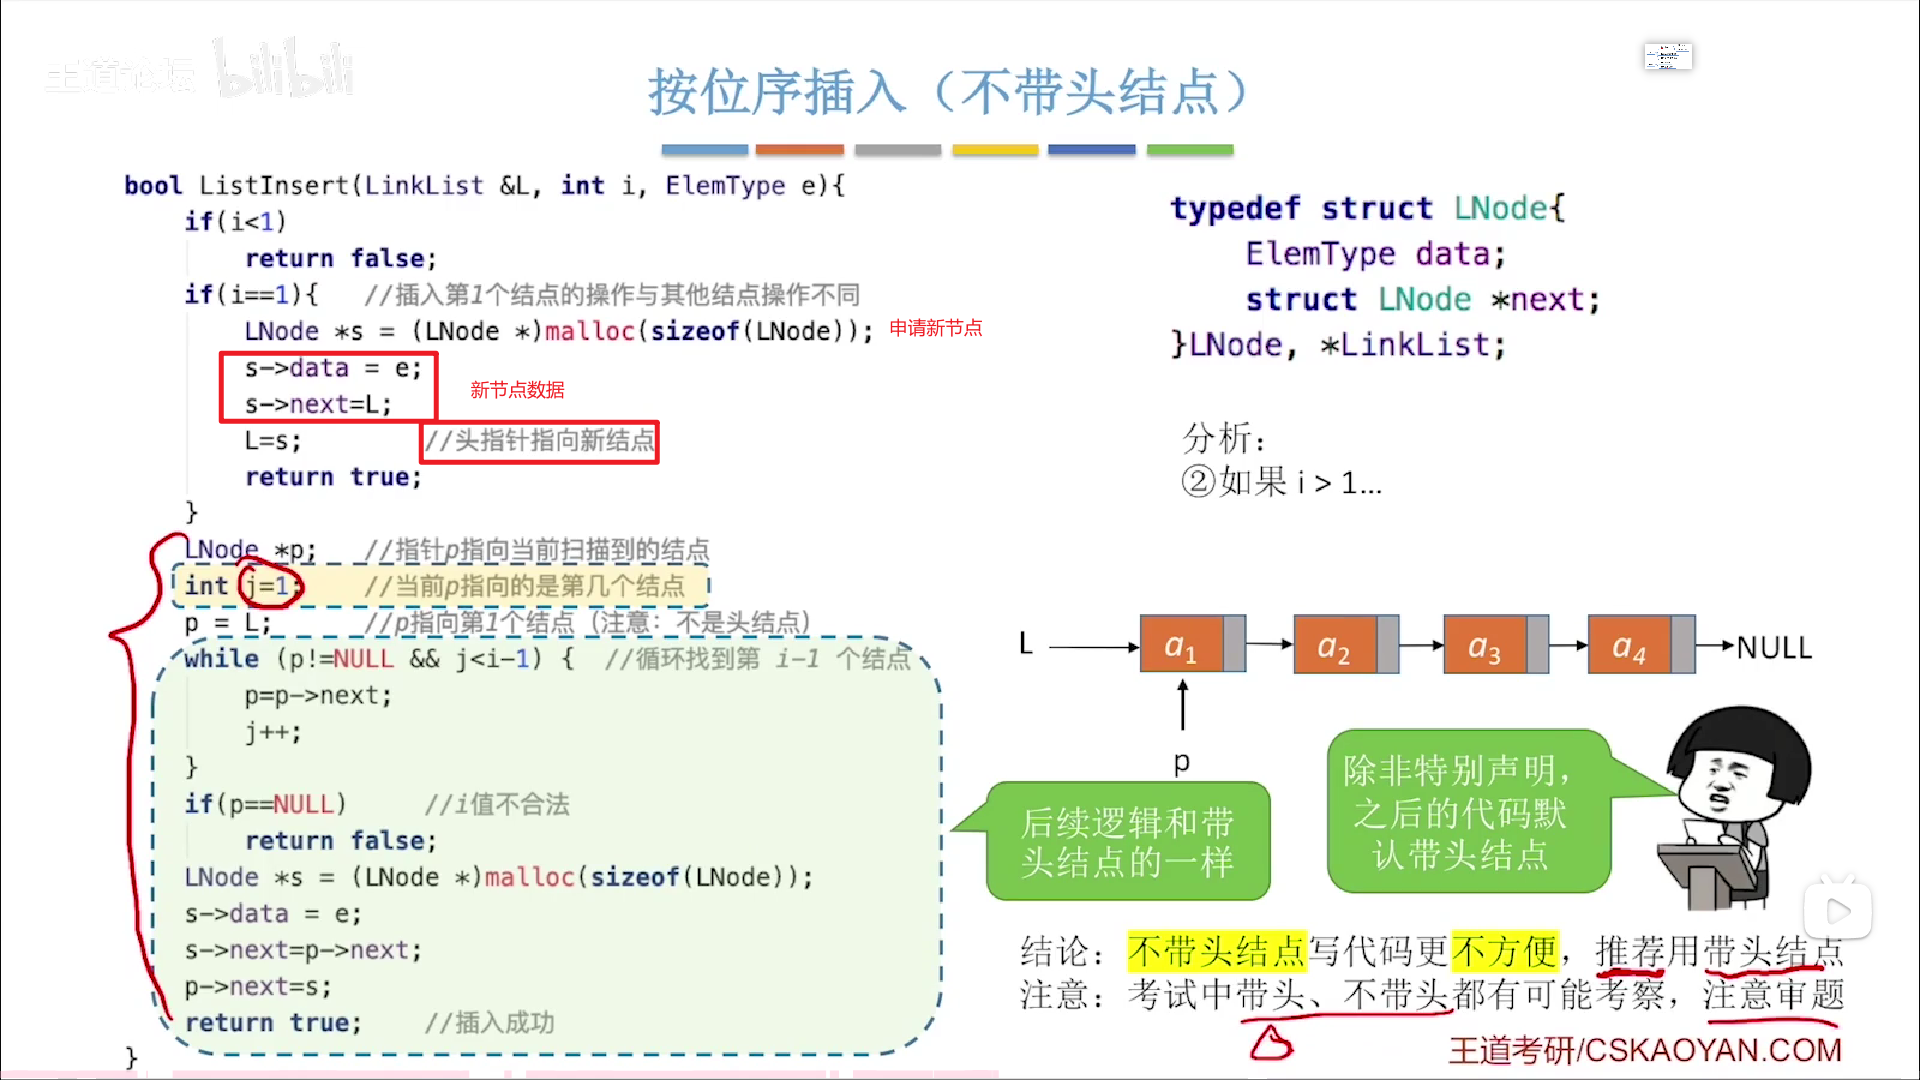 王道论坛 bilibili
按位序插入（不带头结点）
bool ListInsert(LinkList &L, int i, ElemType e){
if(i<1)
return false;
if(i==1){ //插入第1个结点的操作与其他结点操作不同
LNode *s = (LNode *)malloc(sizeof(LNode)); 申请新节点
s->data = e;
新节点数据
s->next=L;
L=s; //头指针指向新结点
return true;
}
LNode *p; //指针p指向当前扫描到的结点
int j=1; //当前p指向的是第几个结点
p = L; //p指向第1个结点（注意：不是头结点）
while (p!=NULL && j<i-1) { //循环找到第 i-1 个结点
p=p->next;
j++;
}
if(p==NULL) //i值不合法
return false;
LNode *s = (LNode *)malloc(sizeof(LNode));
s->data = e;
s->next=p->next;
p->next=s;
return true; //插入成功
}
typedef struct LNode{
ElemType data;
struct LNode *next;
}LNode, *LinkList;
分析：
②如果 i > 1…
L a1 a2 a3 a4 NULL
p
后续逻辑和带
头结点的一样
除非特别声明，
之后的代码默
认带头结点
结论：不带头结点写代码更不方便，推荐用带头结点
注意：考试中带头、不带头都有可能考察，注意审题
王道考研/CSKAOYAN.COM